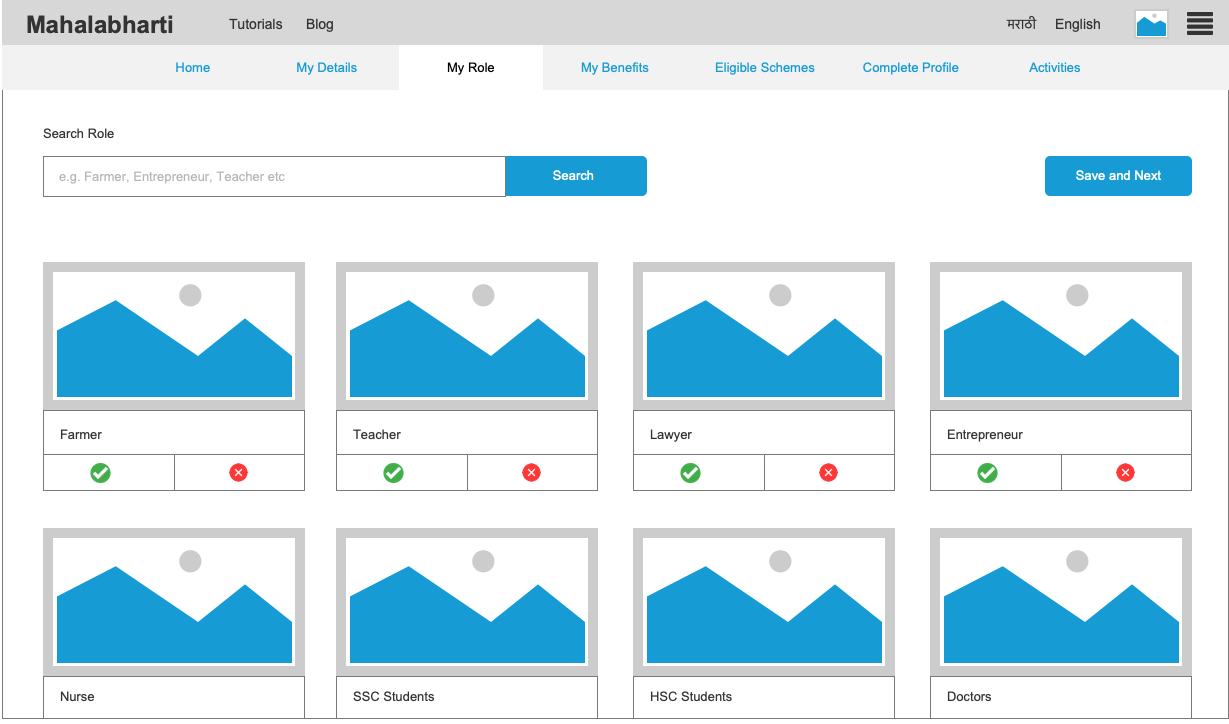 Mahalabharti Tutorials Blog मराठी English
Home My Details My Role My Benefits Eligible Schemes Complete Profile Activities
Search Role
e.g. Farmer, Entrepreneur, Teacher etc Search Save and Next
Farmer Teacher Lawyer Entrepreneur
Nurse SSC Students HSC Students Doctors